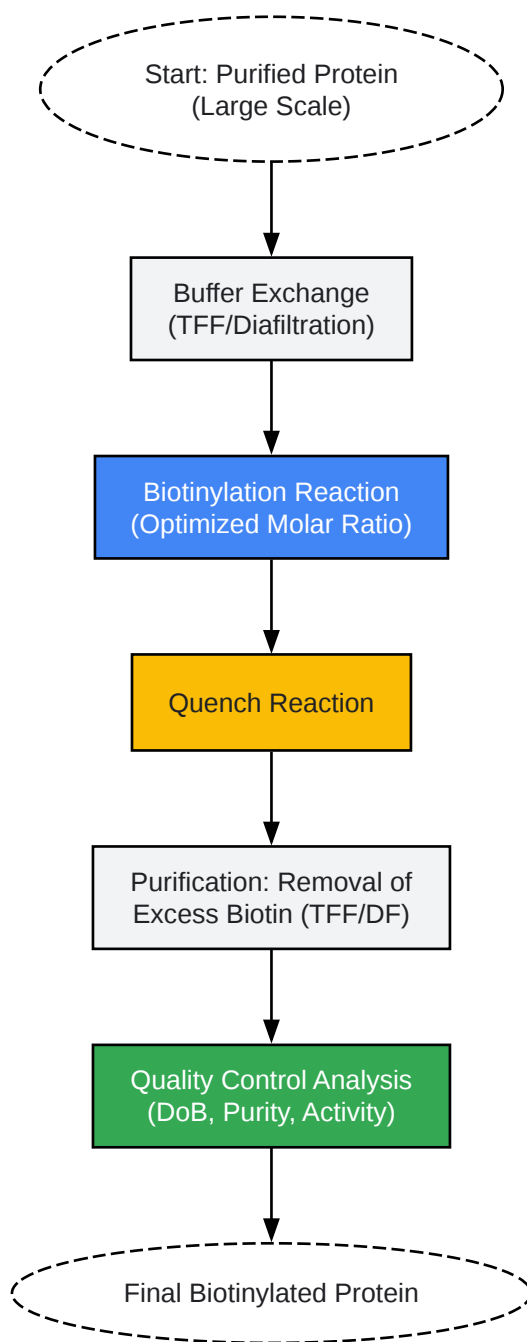 Start: Purified Protein
(Large Scale)
Buffer Exchange
(TFF/Diafiltration)
Biotinylation Reaction
(Optimized Molar Ratio)
Quench Reaction
Purification: Removal of
Excess Biotin (TFF/DF)
Quality Control Analysis
(DoB, Purity, Activity)
Final Biotinylated Protein